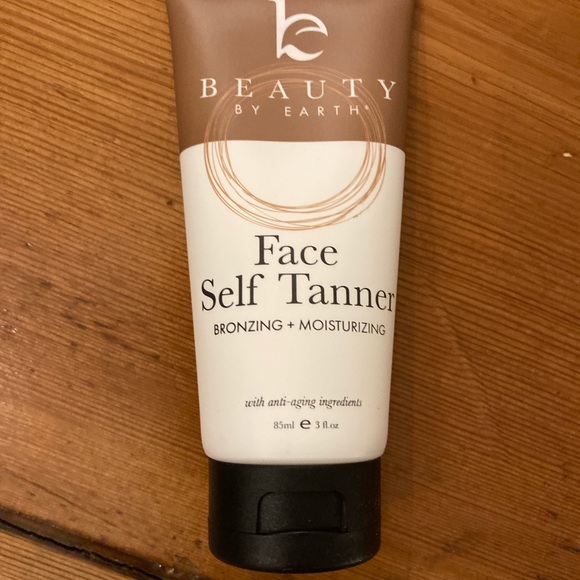 BEAUTY
BY EARTH®
Face
Self Tanner
BRONZING + MOISTURIZING
with anti-aging ingredients
85ml e 3 fl.oz